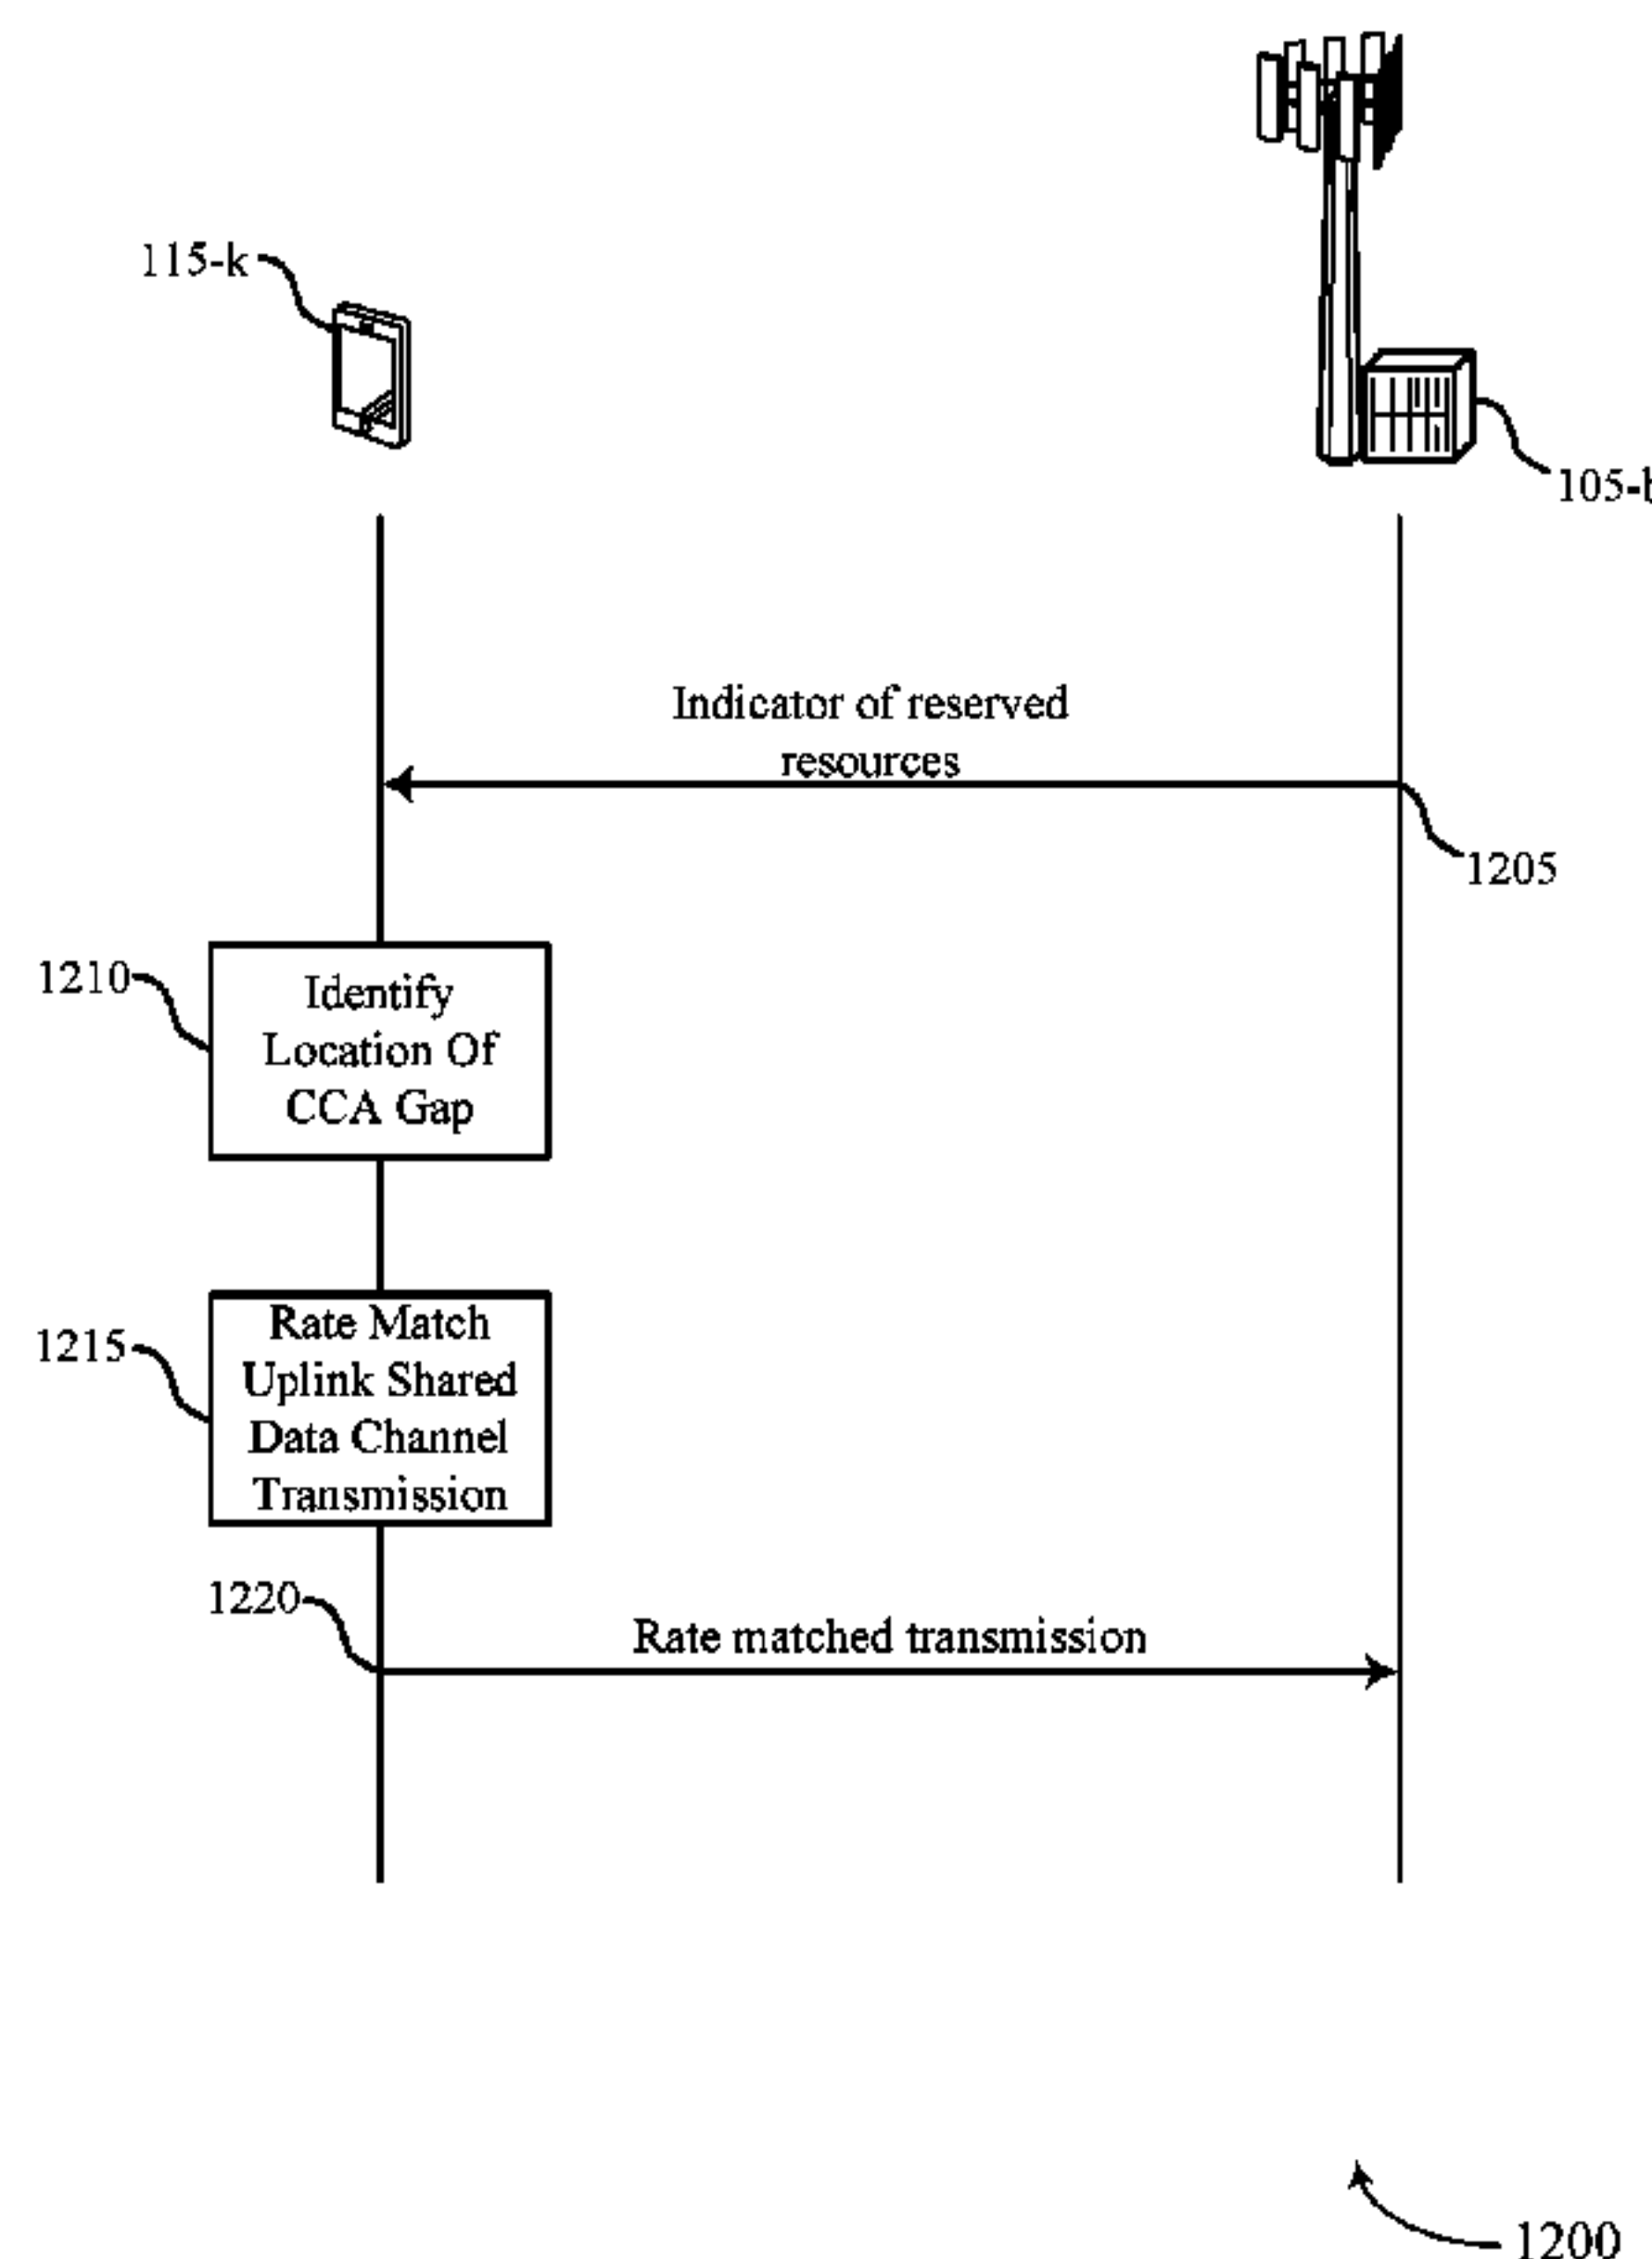 115-k
Indicator of reserved
resources
1205
1210
Identify
Location Of
CCA Gap
1215
Rate Match
Uplink Shared
Data Channel
Transmission
1220
Rate matched transmission
1200